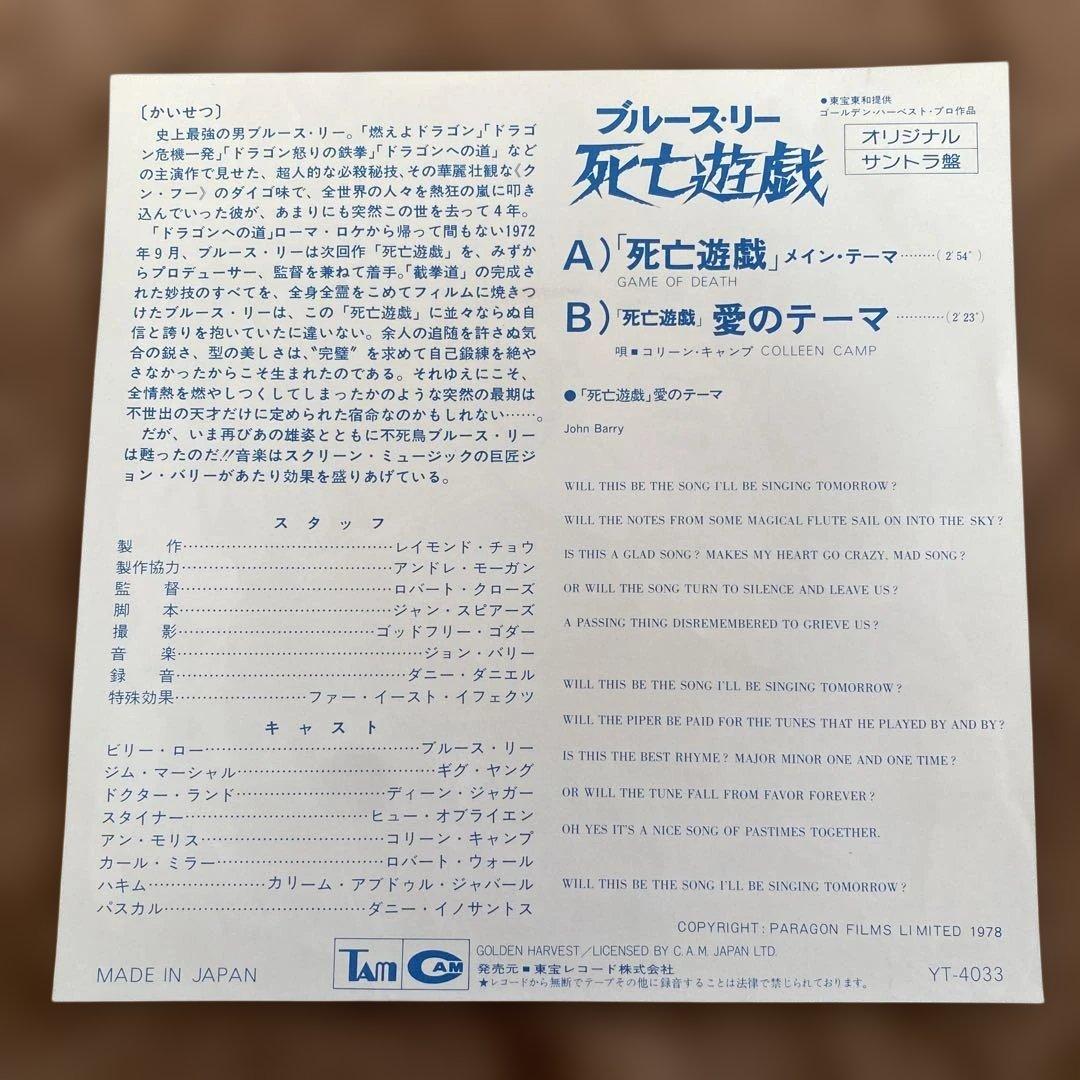 〔かいせつ〕
史上最強の男ブルース・リー。「燃えよドラゴン」「ドラゴ
ン危機一発」「ドラゴン怒りの鉄拳」「ドラゴンへの道」など
の主演作で見せた、超人的な必殺秘技、その華麗壮観な《ク
ン・フー》のダイゴ味で、全世界の人々を熱狂の嵐に叩き
込んでいった彼が、あまりにも突然この世を去って4年。
「ドラゴンへの道」ローマ・ロケから帰って間もない1972
年9月、ブルース・リーは次回作「死亡遊戯」を、みずか
らプロデューサー、監督を兼ねて着手。「截拳道」の完成さ
れた妙技のすべてを、全身全霊をこめてフィルムに焼きつ
けたブルース・リーは、この「死亡遊戯」に並々ならぬ自
信と誇りを抱いていたに違いない。余人の追随を許さぬ気
合の鋭さ、型の美しさは、〝完璧〟を求めて自己鍛練を絶や
さなかったからこそ生まれたのである。それゆえにこそ、
全情熱を燃やしつくしてしまったかのような突然の最期は
不世出の天才だけに定められた宿命なのかもしれない……。
だが、いま再びあの雄姿とともに不死鳥ブルース・リー
は甦ったのだ!!音楽はスクリーン・ミュージックの巨匠ジ
ョン・バリーがあたり効果を盛りあげている。
スタッフ
製作……レイモンド・チョウ
製作協力……アンドレ・モーガン
監督……ロバート・クローズ
脚本……ジャン・スピアーズ
撮影……ゴッドフリー・ゴダー
音楽……ジョン・バリー
録音……ダニー・ダニエル
特殊効果……ファー・イースト・イフェクツ
キャスト
ビリー・ロー……ブルース・リー
ジム・マーシャル……ギグ・ヤング
ドクター・ランド……ディーン・ジャガー
スタイナー……ヒュー・オブライエン
アン・モリス……コリーン・キャンプ
カール・ミラー……ロバート・ウォール
ハキム……カリーム・アブドゥル・ジャバール
パスカル……ダニー・イノサントス
●東宝東和提供
ゴールデン・ハーベスト・プロ作品
ブルース・リー
死亡遊戯
オリジナル
サントラ盤
A)「死亡遊戯」メイン・テーマ……(2'54")
GAME OF DEATH
B)「死亡遊戯」愛のテーマ……(2'23")
唄■コリーン・キャンプ COLLEEN CAMP
●「死亡遊戯」愛のテーマ
John Barry
WILL THIS BE THE SONG I'LL BE SINGING TOMORROW?
WILL THE NOTES FROM SOME MAGICAL FLUTE SAIL ON INTO THE SKY?
IS THIS A GLAD SONG? MAKES MY HEART GO CRAZY, MAD SONG?
OR WILL THE SONG TURN TO SILENCE AND LEAVE US?
A PASSING THING DISREMEMBERED TO GRIEVE US?
WILL THIS BE THE SONG I'LL BE SINGING TOMORROW?
WILL THE PIPER BE PAID FOR THE TUNES THAT HE PLAYED BY AND BY?
IS THIS THE BEST RHYME? MAJOR MINOR ONE AND ONE TIME?
OR WILL THE TUNE FALL FROM FAVOR FOREVER?
OH YES IT'S A NICE SONG OF PASTIMES TOGETHER.
WILL THIS BE THE SONG I'LL BE SINGING TOMORROW?
COPYRIGHT: PARAGON FILMS LIMITED 1978
MADE IN JAPAN
TAM
CAM
GOLDEN HARVEST/LICENSED BY C.A.M. JAPAN LTD.
発売元■東宝レコード株式会社
★レコードから無断でテープその他に録音することは法律で禁じられております。
YT-4033